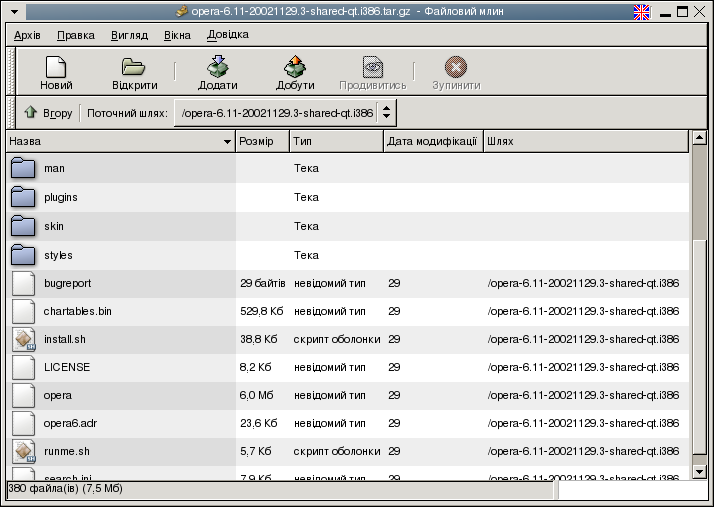 opera-6.11-20021129.3-shared-qt.i386.tar.gz - Файловий млин
Архів Правка Вигляд Вікна Довідка
Новий Відкрити Додати Добути Продивитись Зупинити
Вгору Поточний шлях: /opera-6.11-20021129.3-shared-qt.i386
Назва Розмір Тип Дата модифікації Шлях
man Тека
plugins Тека
skin Тека
styles Тека
bugreport 29 байтів невідомий тип 29 /opera-6.11-20021129.3-shared-qt.i386
chartables.bin 529,8 Кб невідомий тип 29 /opera-6.11-20021129.3-shared-qt.i386
install.sh 38,8 Кб скрипт оболонки 29 /opera-6.11-20021129.3-shared-qt.i386
LICENSE 8,2 Кб невідомий тип 29 /opera-6.11-20021129.3-shared-qt.i386
opera 6,0 Мб невідомий тип 29 /opera-6.11-20021129.3-shared-qt.i386
opera6.adr 23,6 Кб невідомий тип 29 /opera-6.11-20021129.3-shared-qt.i386
runme.sh 5,7 Кб скрипт оболонки 29 /opera-6.11-20021129.3-shared-qt.i386
search.ini 7,9 Кб невідомий тип 29 /opera-6.11-20021129.3-shared-qt.i386
380 файла(ів) (7,5 Мб)